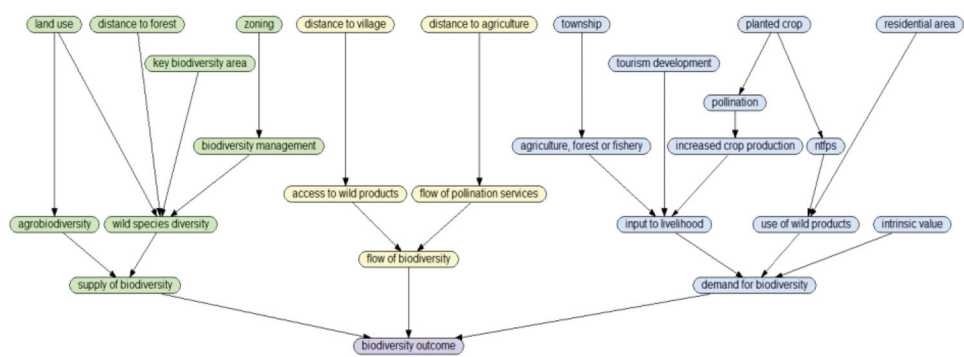 land use
distance to forest
zoning
distance to village
distance to agriculture
township
planted crop
residential area
key biodiversity area
tourism development
pollination
biodiversity management
agriculture, forest or fishery
increased crop production
ntfps
access to wild products
flow of pollination services
agrobiodiversity
wild species diversity
input to livelihood
use of wild products
intrinsic value
flow of biodiversity
supply of biodiversity
demand for biodiversity
biodiversity outcome